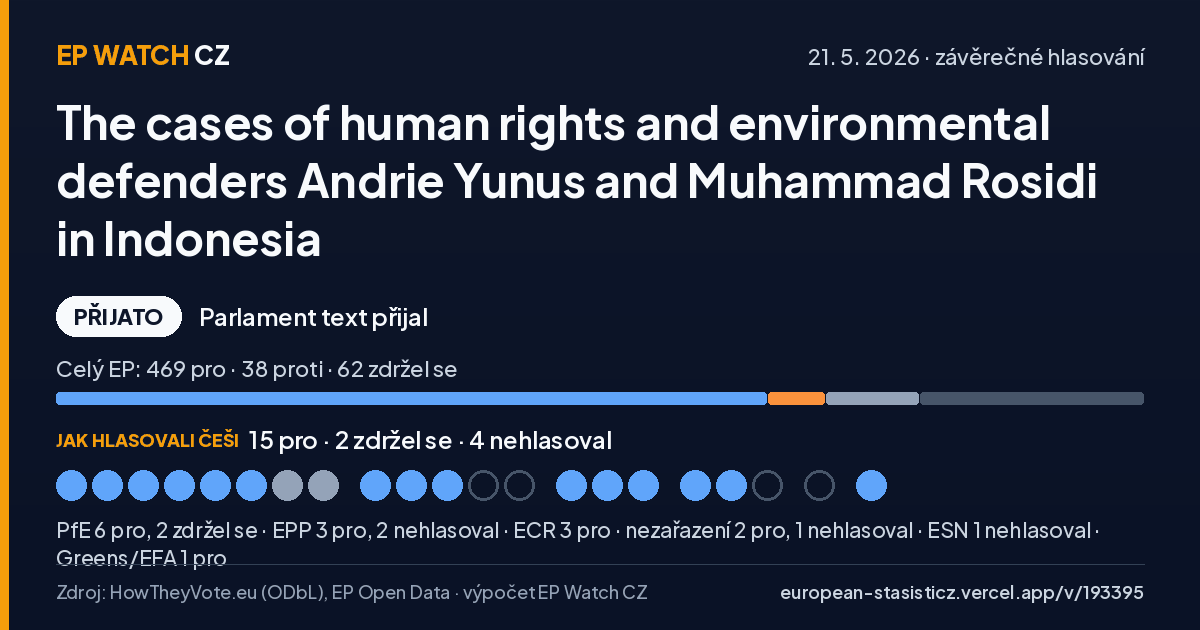 EP WATCH CZ
21. 5. 2026 · závěrečné hlasování
The cases of human rights and environmental
defenders Andrie Yunus and Muhammad Rosidi
in Indonesia
PŘIJATO Parlament text přijal
Celý EP: 469 pro · 38 proti · 62 zdržel se
JAK HLASOVALI ČEŠI 15 pro · 2 zdržel se · 4 nehlasoval
PfE 6 pro, 2 zdržel se · EPP 3 pro, 2 nehlasoval · ECR 3 pro · nezařazení 2 pro, 1 nehlasoval · ESN 1 nehlasoval ·
Greens/EFA 1 pro
Zdroj: HowTheyVote.eu (ODbL), EP Open Data · výpočet EP Watch CZ
european-stasisticz.vercel.app/v/193395